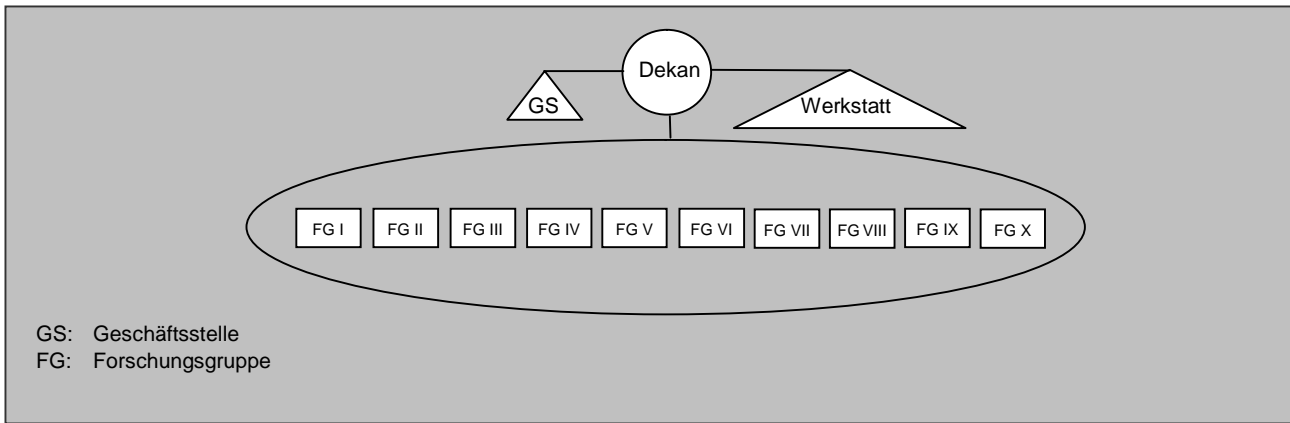 Dekan
GS
Werkstatt
FG I
FG II
FG III
FG IV
FG V
FG VI
FG VII
FG VIII
FG IX
FG X
GS: Geschäftsstelle
FG: Forschungsgruppe